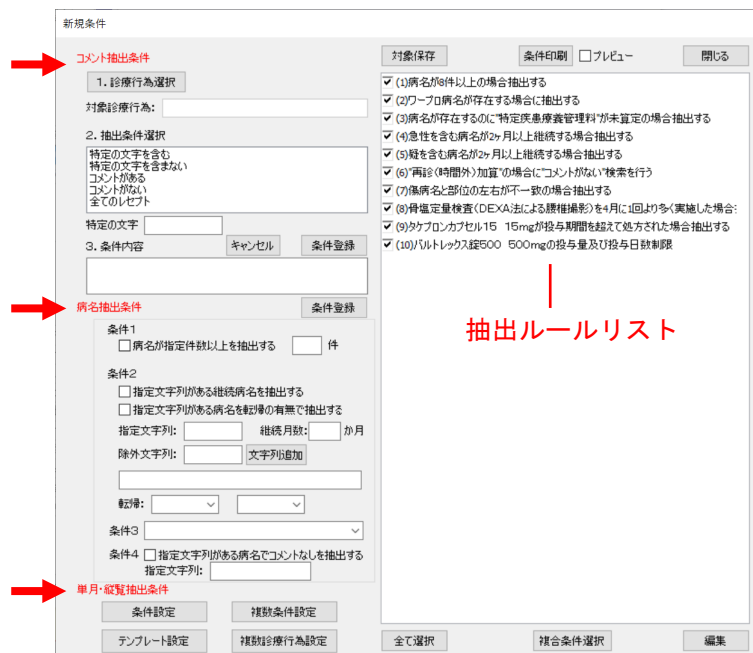 新規条件
コメント抽出条件
1.診療行為選択
対象診療行為:
2.抽出条件選択
特定の文字を含む
特定の文字を含まない
コメントがある
コメントがない
全てのレセプト
特定の文字
3.条件内容
キャンセル
条件登録
病名抽出条件
条件登録
条件1
病名が指定件数以上を抽出する 件
条件2
指定文字列がある継続病名を抽出する
指定文字列がある病名を転帰の有無で抽出する
指定文字列: 継続月数: か月
除外文字列: 文字列追加
転帰:
条件3
条件4 指定文字列がある病名でコメントなしを抽出する
指定文字列:
単月・縦覧抽出条件
条件設定
複数条件設定
テンプレート設定
複数診療行為設定
対象保存
条件印刷
プレビュー
閉じる
(1)病名が8件以上の場合抽出する
(2)ワープロ病名が存在する場合に抽出する
(3)病名が存在するのに"特定疾患療養管理料"が未算定の場合抽出する
(4)急性を含む病名が2ヶ月以上継続する場合抽出する
(5)疑を含む病名が2ヶ月以上継続する場合抽出する
(6)"再診(時間外)加算"の場合に"コメントがない"検索を行う
(7)傷病名と部位の左右が不一致の場合抽出する
(8)骨塩定量検査(DEXA法による腰椎撮影)を4月に1回より多く実施した場合:
(9)タケプロンカプセル15 15mgが投与期間を超えて処方された場合抽出する
(10)バルトレックス錠500 500mgの投与量及び投与日数制限
抽出ルールリスト
全て選択
複合条件選択
編集